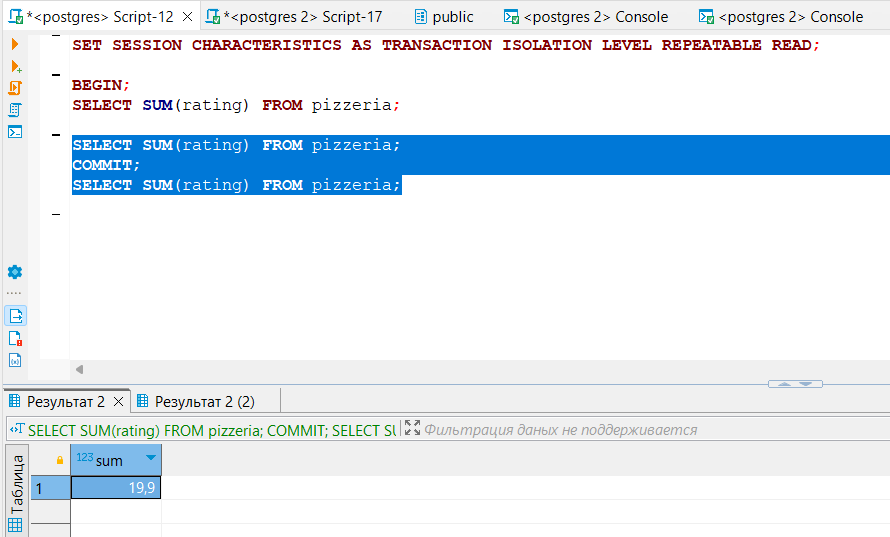 *<postgres> Script-12 *<postgres 2> Script-17 public <postgres 2> Console <postgres 2> Console
SET SESSION CHARACTERISTICS AS TRANSACTION ISOLATION LEVEL REPEATABLE READ;
BEGIN;
SELECT SUM(rating) FROM pizzeria;
SELECT SUM(rating) FROM pizzeria;
COMMIT;
SELECT SUM(rating) FROM pizzeria;
Результат 2 Результат 2 (2)
SELECT SUM(rating) FROM pizzeria; COMMIT; SELECT SU Фильтрация даных не поддерживается
Таблица
123 sum
1 19,9